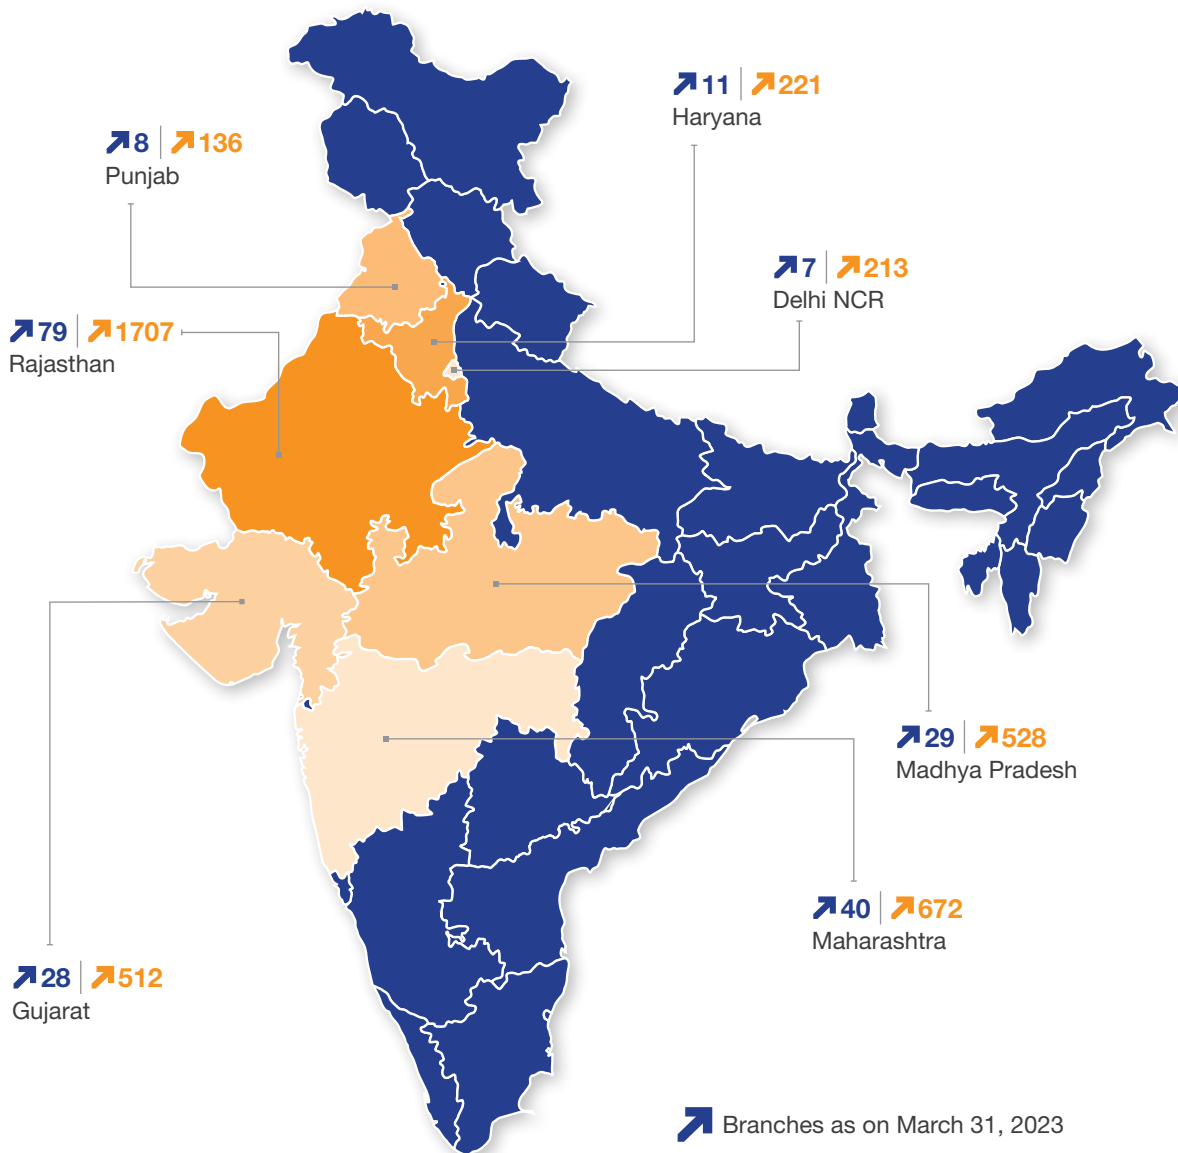 11 221
Haryana
8 136
Punjab
7 213
Delhi NCR
79 1707
Rajasthan
29 528
Madhya Pradesh
40 672
Maharashtra
28 512
Gujarat
Branches as on March 31, 2023